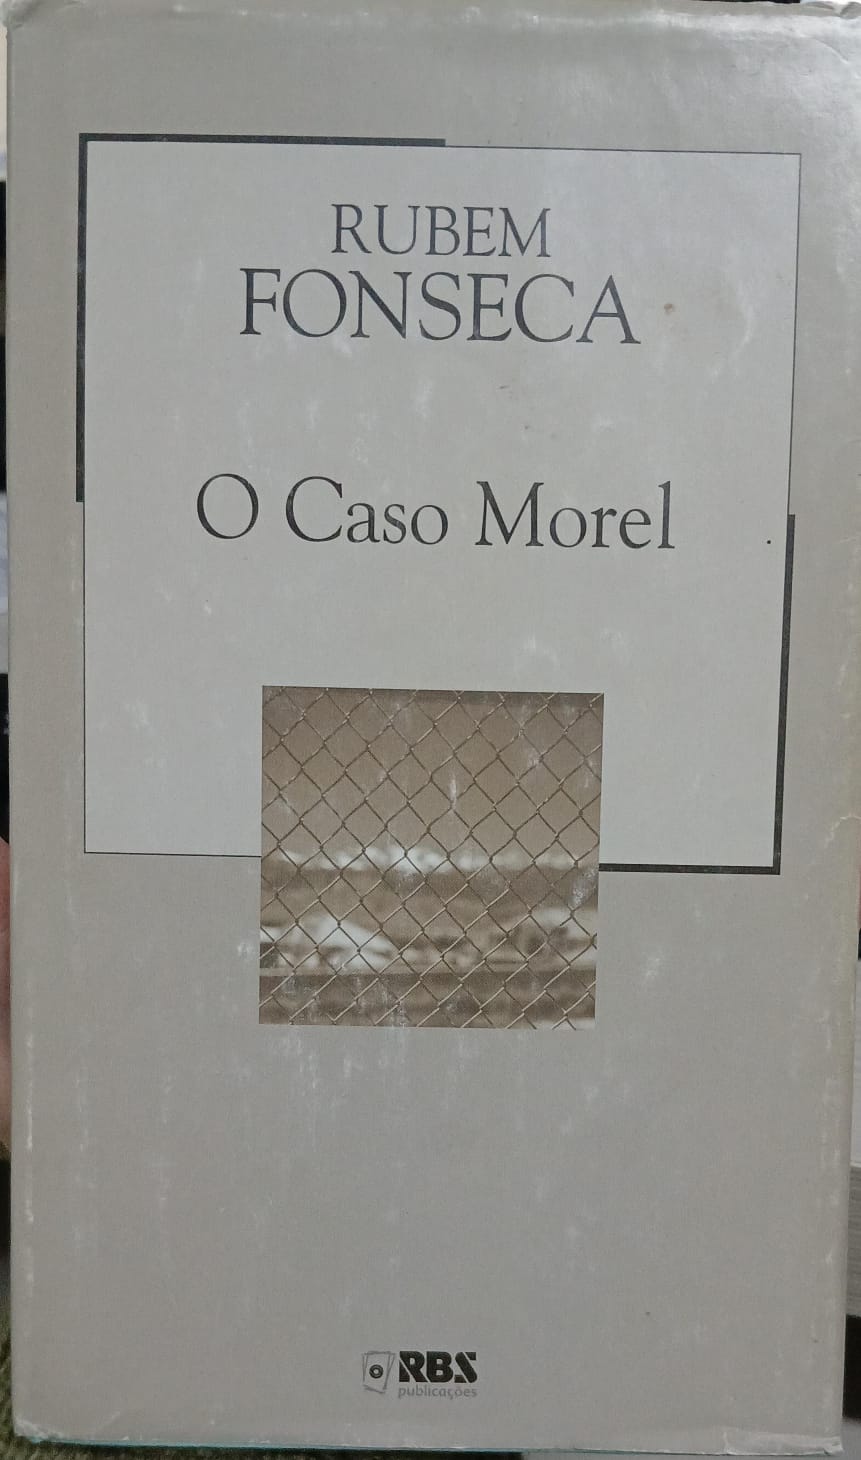 RUBEM
FONSECA
O Caso Morel
RBS
publicações